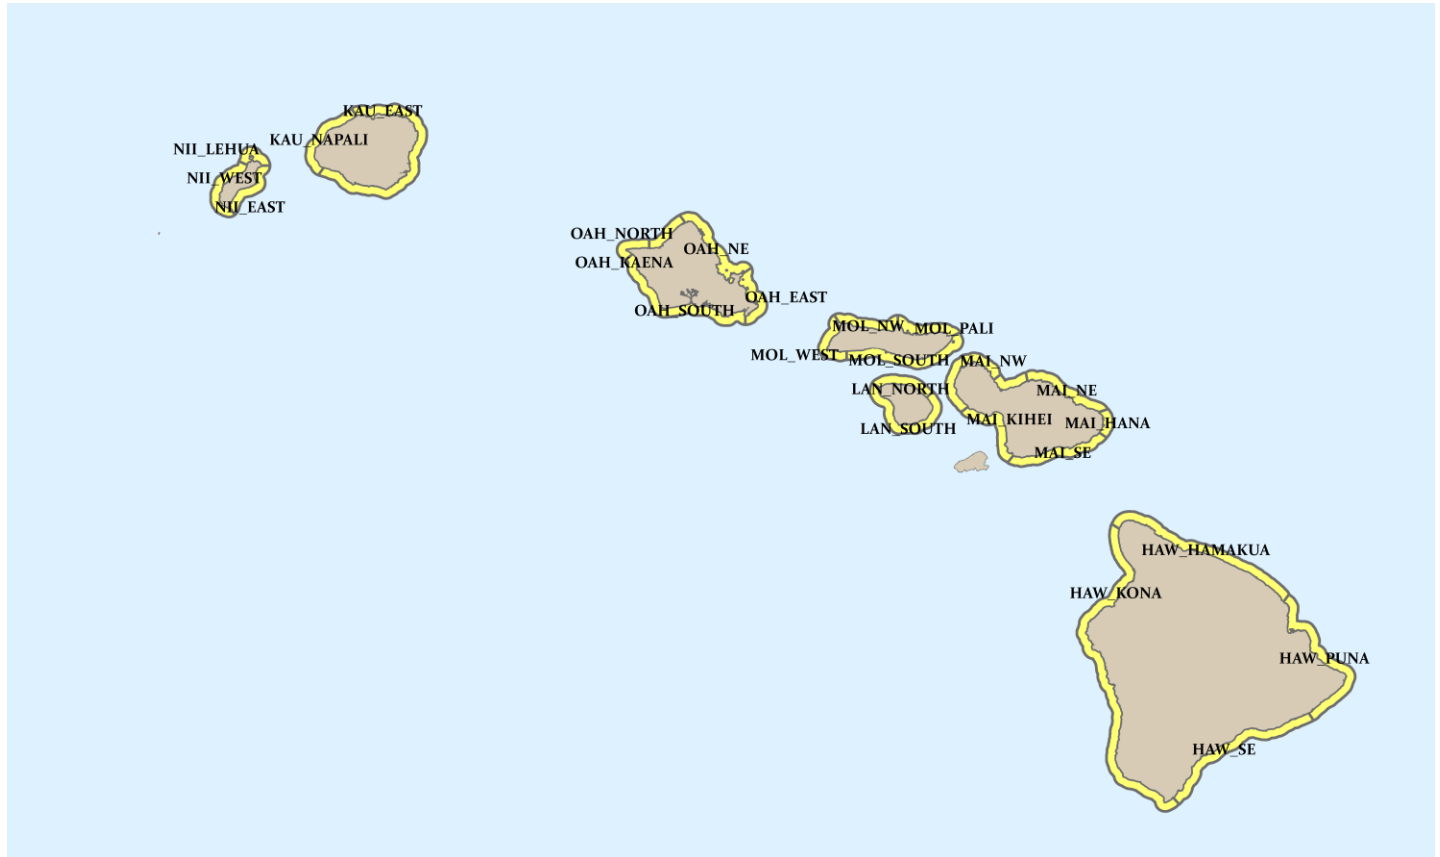 KAU_EAST
KAU_NAPALI
NII_LEHUA
NII_WEST
NII_EAST
OAH_NORTH
OAH_NE
OAH_KAENA
OAH_EAST
OAH_SOUTH
MOL_NW
MOL_PALI
MOL_WEST
MOL_SOUTH
MAI_NW
LAN_NORTH
MAI_NE
MAI_KIHEI
MAI_HANA
LAN_SOUTH
MAI_SE
HAW_HAMAKUA
HAW_KONA
HAW_PUNA
HAW_SE